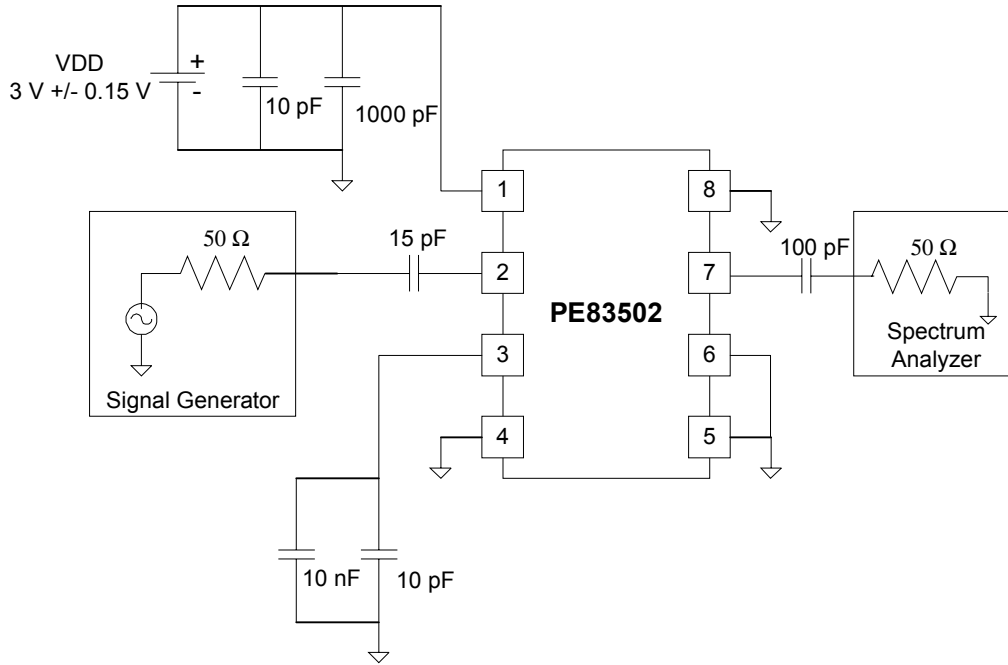 VDD
3 V +/- 0.15 V
+
-
10 pF
1000 pF
1
8
50 Ω
15 pF
2
7
100 pF
50 Ω
PE83502
Spectrum
Analyzer
3
6
Signal Generator
4
5
10 nF
10 pF